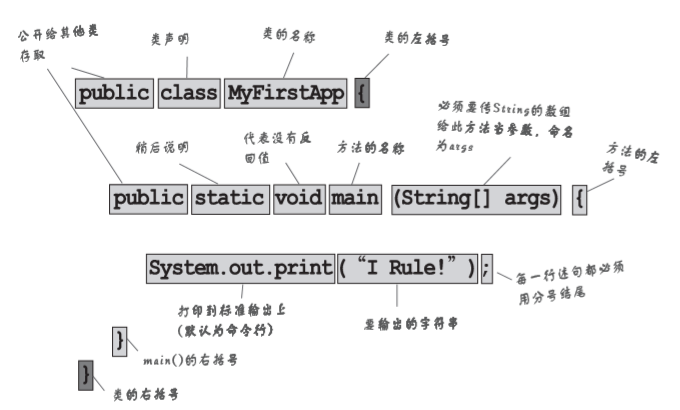 公开给其他类
存取
类声明
类的名称
类的左括号
public class MyFirstApp {
必须要传String的数组
给此方法当参数，命名
为args
稍后说明
代表没有反
回值
方法的名称
方法的左
括号
public static void main (String[] args) {
System.out.print(“I Rule!”);
每一行述句都必须
用分号结尾
打印到标准输出上
(默认为命令行)
要输出的字符串
}
main()的右括号
}
类的右括号